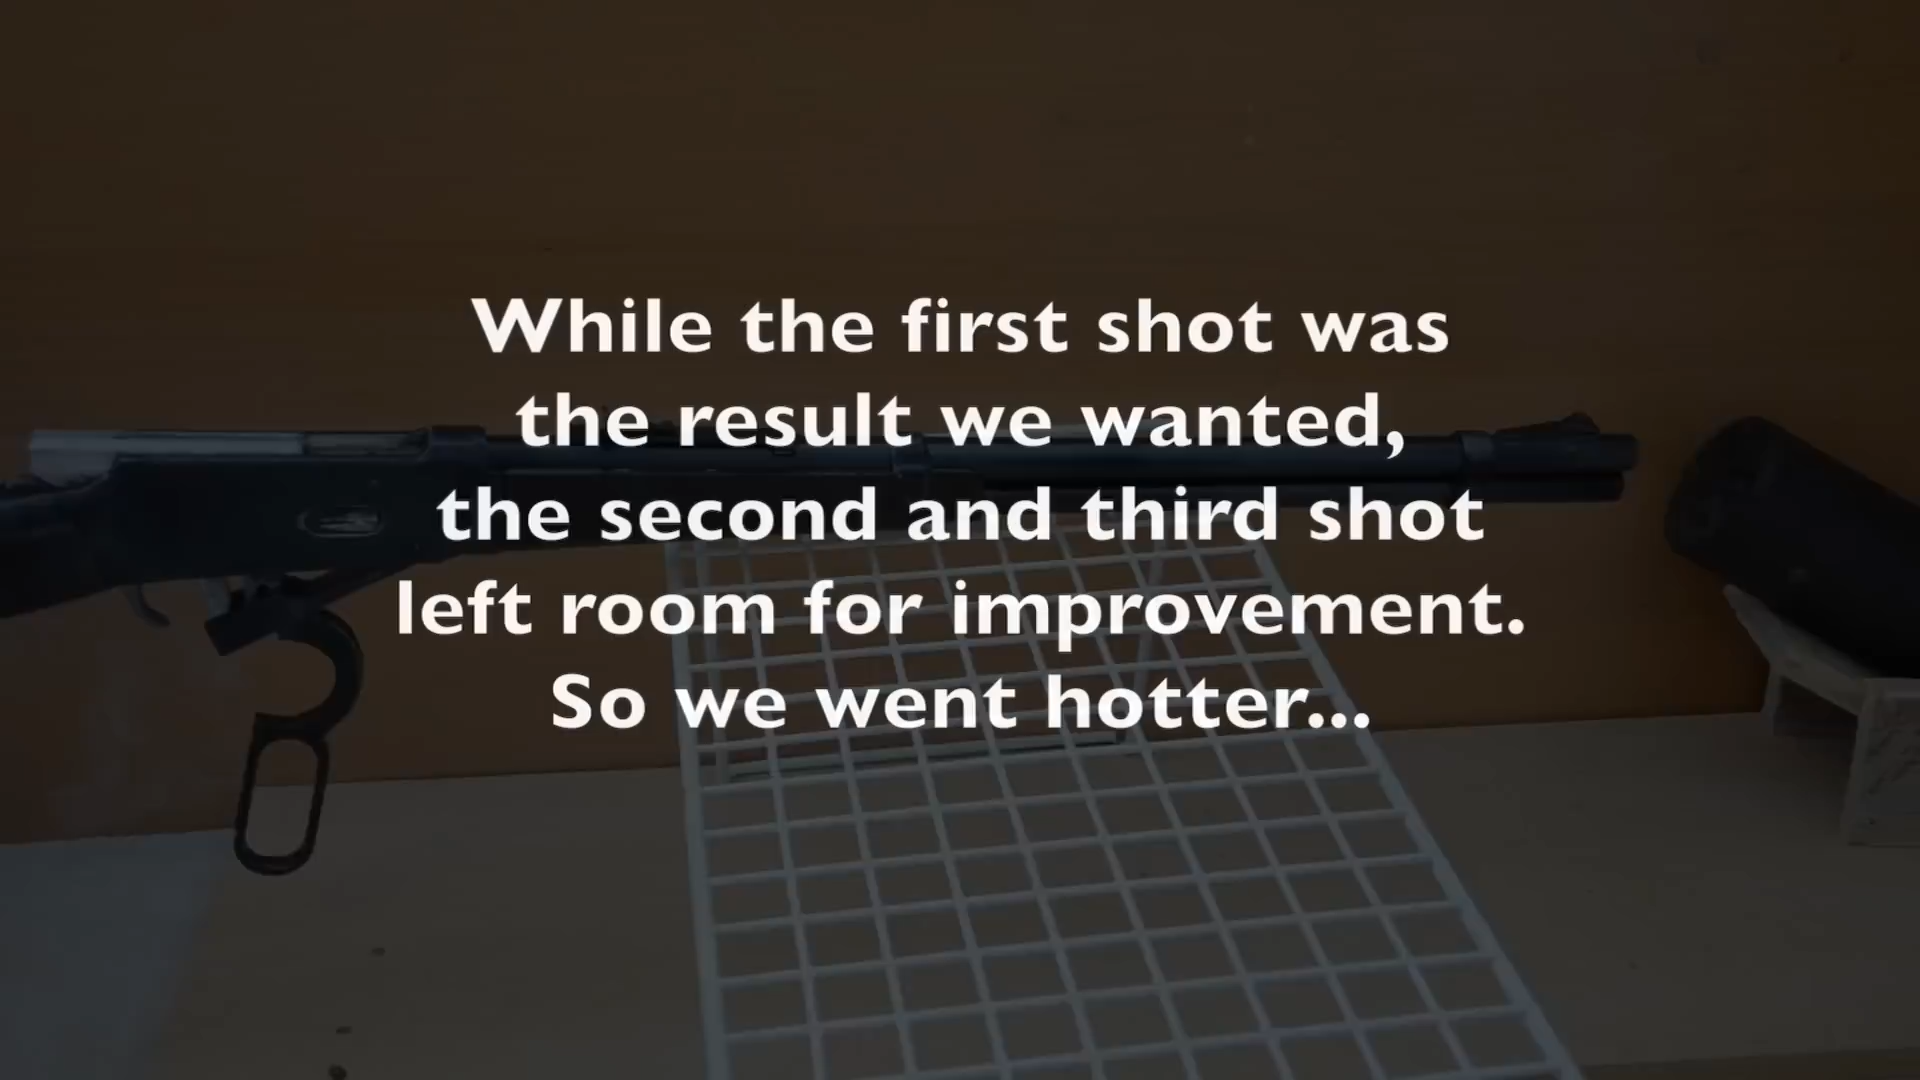 While the first shot was
the result we wanted,
the second and third shot
left room for improvement.
So we went hotter...